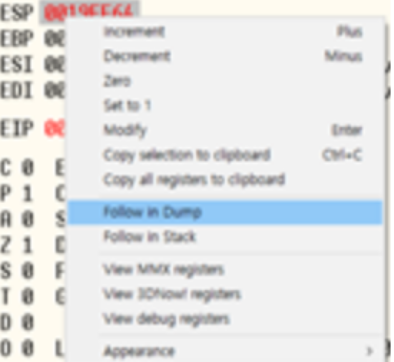 ESP 0019FF64
Increment Plus
EBP 00
Decrement Minus
ESI 00
Zero
EDI 00
Set to 1
EIP 00
Modify Enter
Copy selection to clipboard Ctrl+C
C 0 E
Copy all registers to clipboard
P 1 C
Follow in Dump
A 0 S
Follow in Stack
Z 1 D
View MMX registers
S 0 F
View 3DNow! registers
T 0 G
View debug registers
D 0
Appearance >
O 0 L